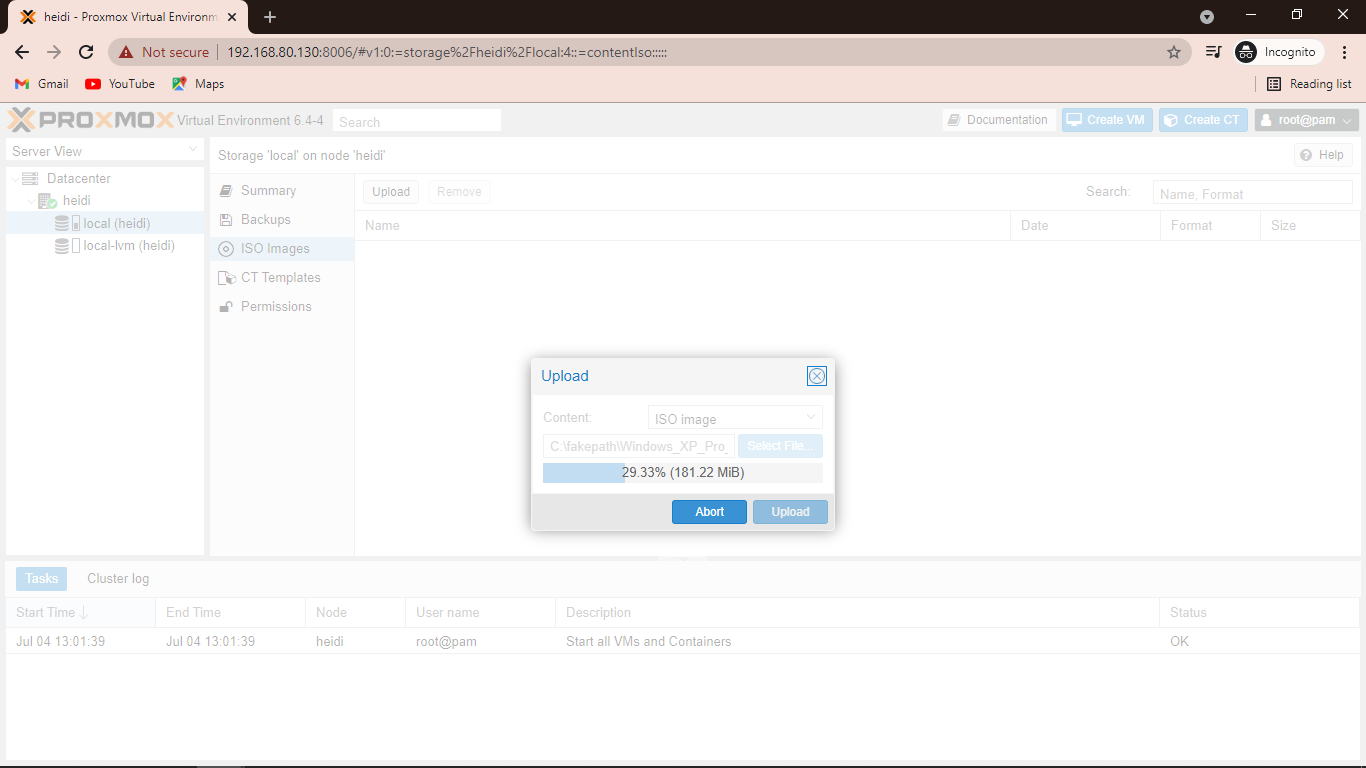 heidi - Proxmox Virtual Environm
Not secure 192.168.80.130:8006/#v1:0:=storage%2Fheidi%2Flocal:4::=contentIso:::::
Incognito
Gmail YouTube Maps Reading list
PROXMOX Virtual Environment 6.4-4 Search Documentation Create VM Create CT root@pam
Server View
Datacenter
heidi
local (heidi)
local-lvm (heidi)
Storage 'local' on node 'heidi' Help
Summary
Backups
ISO Images
CT Templates
Permissions
Upload Remove Search: Name, Format
Name Date Format Size
Upload
Content: ISO image
C:\fakepath\Windows_XP_Pro_ Select File...
29.33% (181.22 MiB)
Abort Upload
Tasks Cluster log
Start Time End Time Node User name Description Status
Jul 04 13:01:39 Jul 04 13:01:39 heidi root@pam Start all VMs and Containers OK